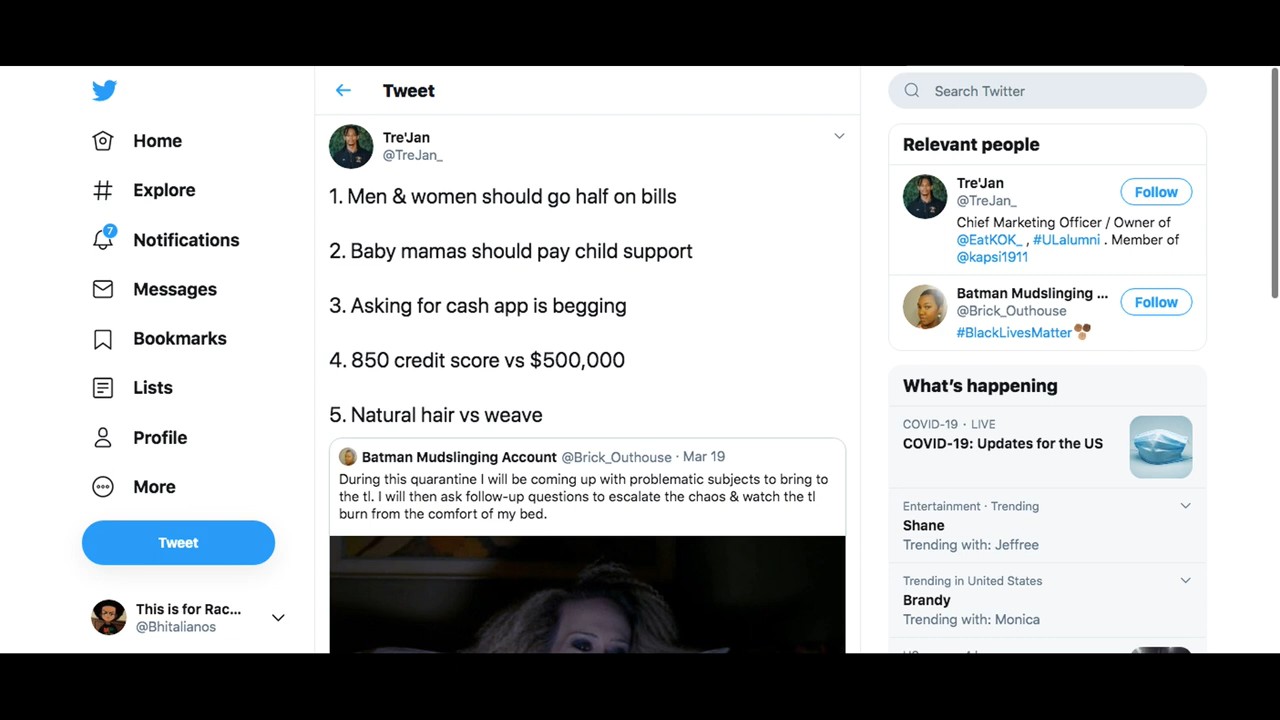 Home
Explore
7
Notifications
Messages
Bookmarks
Lists
Profile
More
Tweet
This is for Rac...
@Bhitalianos
Tweet
Tre'Jan
@TreJan_
1. Men & women should go half on bills
2. Baby mamas should pay child support
3. Asking for cash app is begging
4. 850 credit score vs $500,000
5. Natural hair vs weave
Batman Mudslinging Account @Brick_Outhouse · Mar 19
During this quarantine I will be coming up with problematic subjects to bring to
the tl. I will then ask follow-up questions to escalate the chaos & watch the tl
burn from the comfort of my bed.
Search Twitter
Relevant people
Tre'Jan
@TreJan_
Follow
Chief Marketing Officer / Owner of
@EatKOK_ , #ULalumni . Member of
@kapsi1911
Batman Mudslinging ...
@Brick_Outhouse
Follow
#BlackLivesMatter
What's happening
COVID-19 · LIVE
COVID-19: Updates for the US
Entertainment · Trending
Shane
Trending with: Jeffree
Trending in United States
Brandy
Trending with: Monica